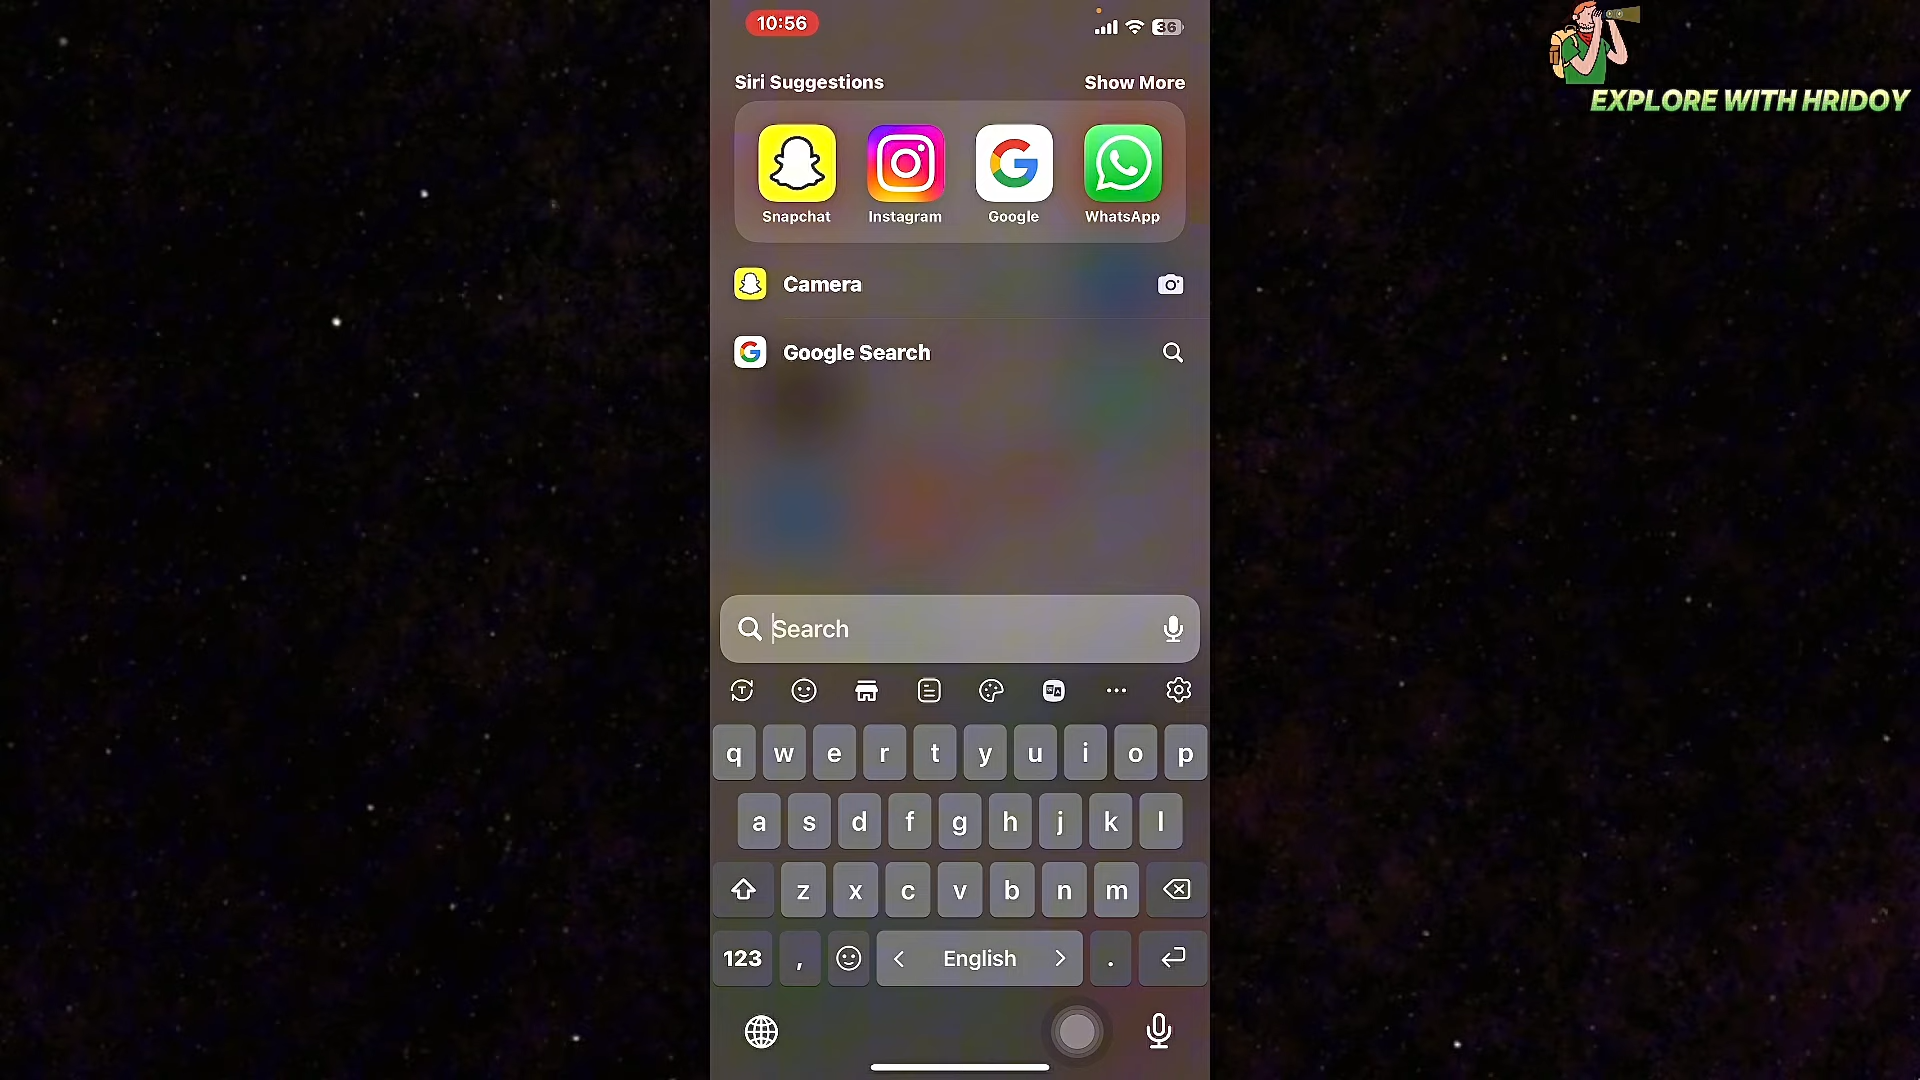 10:56
36
EXPLORE WITH HRIDOY
Siri Suggestions
Show More
Snapchat
Instagram
Google
WhatsApp
Camera
Google Search
Search
q w e r t y u i o p
a s d f g h j k l
z x c v b n m
123 , < English > .